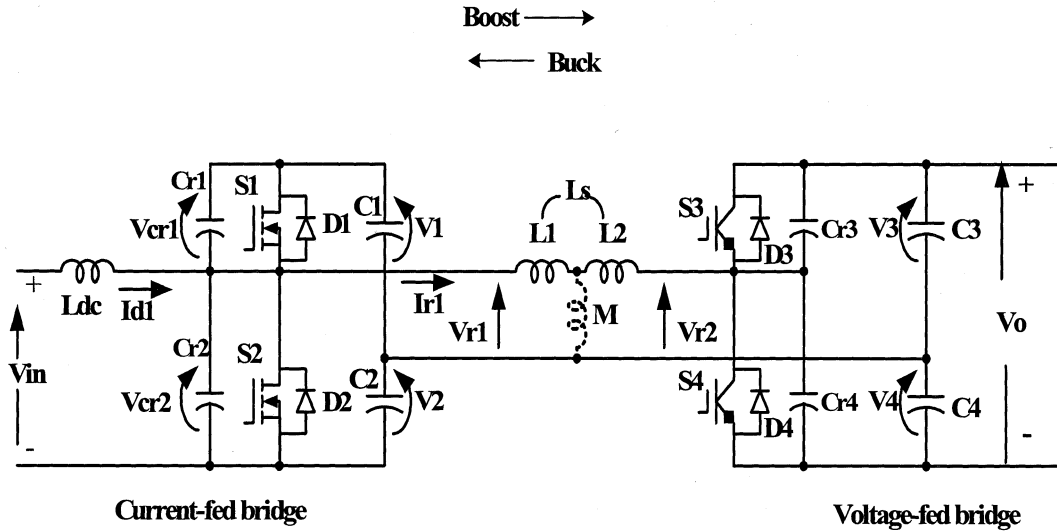 Boost
Buck
Cr1
S1
Ls
S3
+
Vcr1
D1
C1
V1
L1
L2
D3
Cr3
V3
C3
+
Ldc
Id1
Ir1
Vr1
M
Vr2
Vo
Vin
Cr2
S2
C2
S4
Vcr2
D2
V2
D4
Cr4
V4
C4
-
-
Current-fed bridge
Voltage-fed bridge